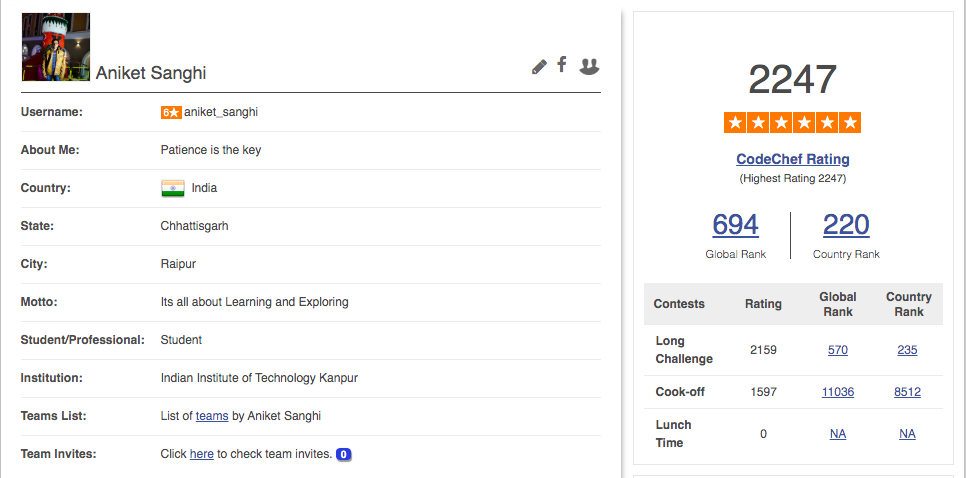 Aniket Sanghi
Username: 6★ aniket_sanghi
About Me: Patience is the key
Country: India
State: Chhattisgarh
City: Raipur
Motto: Its all about Learning and Exploring
Student/Professional: Student
Institution: Indian Institute of Technology Kanpur
Teams List: List of teams by Aniket Sanghi
Team Invites: Click here to check team invites. 0
2247
★★★★★★
CodeChef Rating
(Highest Rating 2247)
694 220
Global Rank Country Rank
Contests Rating Global Rank Country Rank
Long Challenge 2159 570 235
Cook-off 1597 11036 8512
Lunch Time 0 NA NA